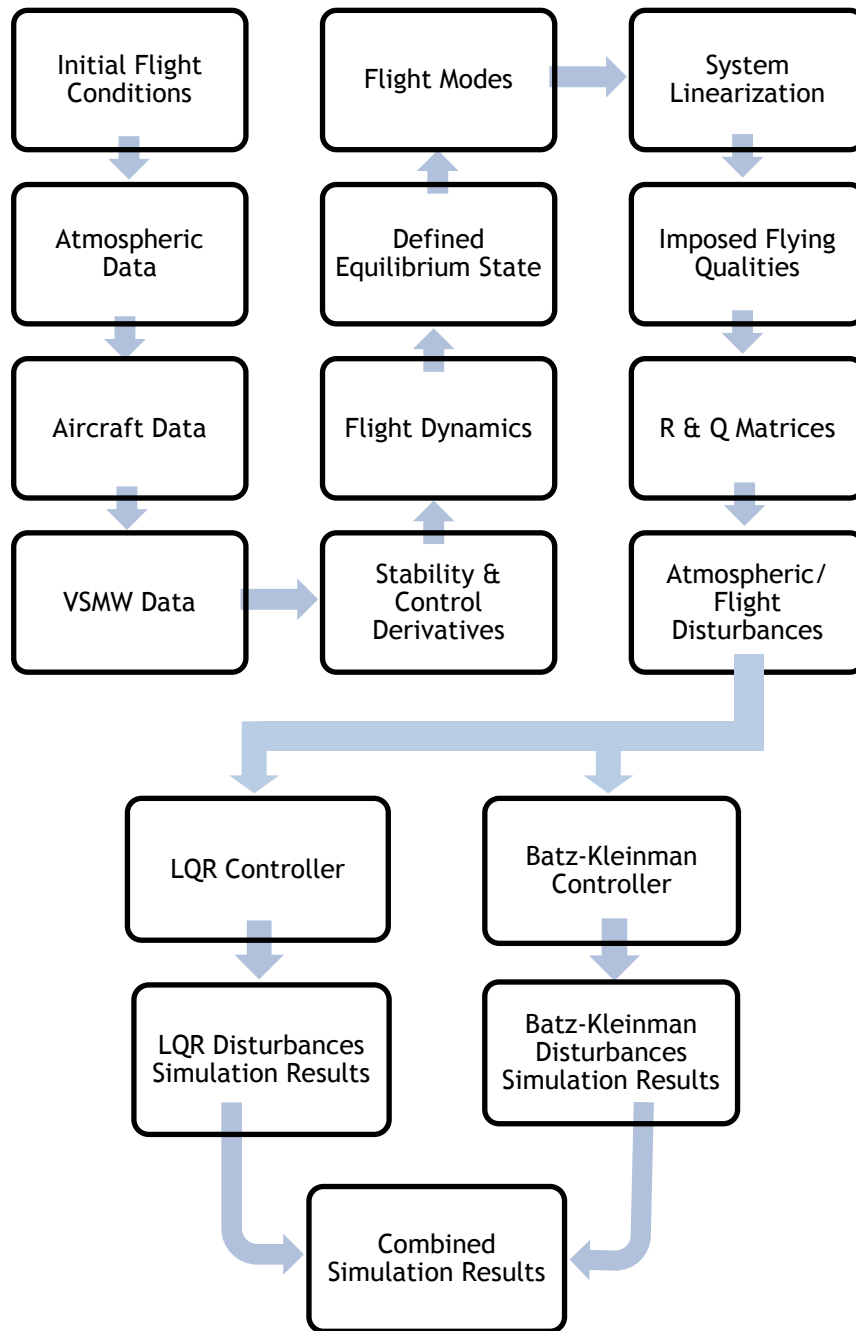 Initial Flight
Conditions
Atmospheric
Data
Aircraft Data
VSMW Data
Stability &
Control
Derivatives
Flight Dynamics
Defined
Equilibrium State
Flight Modes
System
Linearization
Imposed Flying
Qualities
R & Q Matrices
Atmospheric/
Flight
Disturbances
LQR Controller
Batz-Kleinman
Controller
LQR Disturbances
Simulation Results
Batz-Kleinman
Disturbances
Simulation Results
Combined
Simulation Results